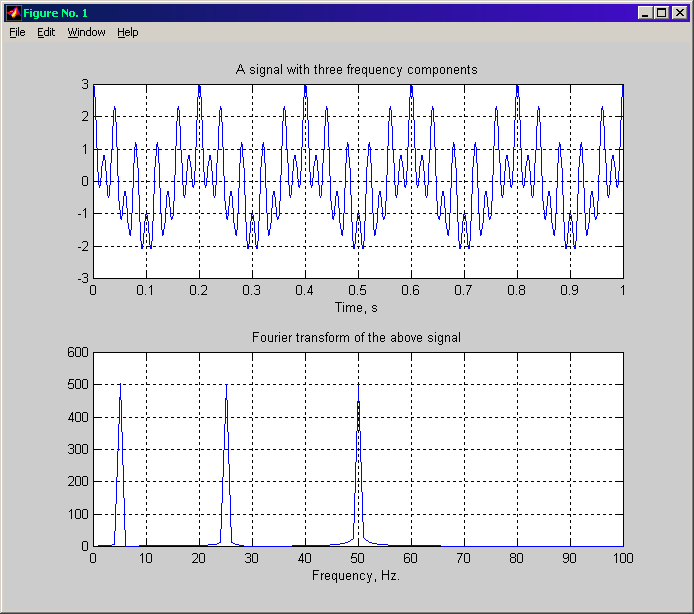 Figure No. 1
File Edit Window Help
A signal with three frequency components
3
2
1
0
-1
-2
-3
0 0.1 0.2 0.3 0.4 0.5 0.6 0.7 0.8 0.9 1
Time, s
Fourier transform of the above signal
600
500
400
300
200
100
0
0 10 20 30 40 50 60 70 80 90 100
Frequency, Hz.